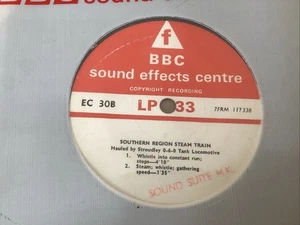 f
BBC
sound effects centre
COPYRIGHT RECORDING
EC 30B LP 33 7FRM 117338
SOUTHERN REGION STEAM TRAIN
Hauled by Stroudley 0-6-0 Tank Locomotive
1. Whistle into constant run;
stops—4'10"
2. Steam; whistle; gathering
speed—1'25"
SOUND SUITE M.K.